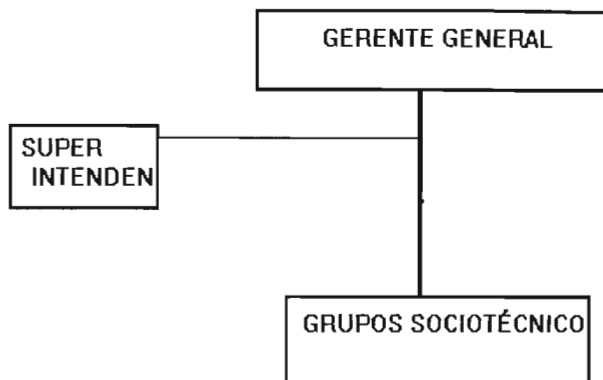 GERENTE GENERAL
SUPER
INTENDEN
GRUPOS SOCIOTÉCNICO